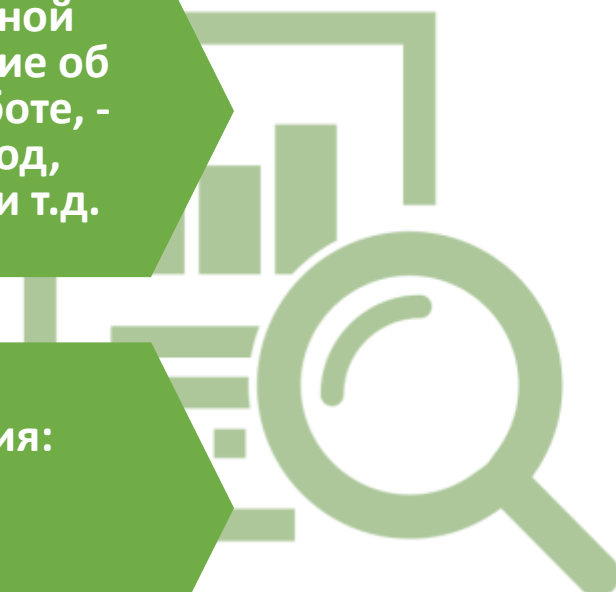 ной
ие об
боте, -
од,
и т.д.
ия: